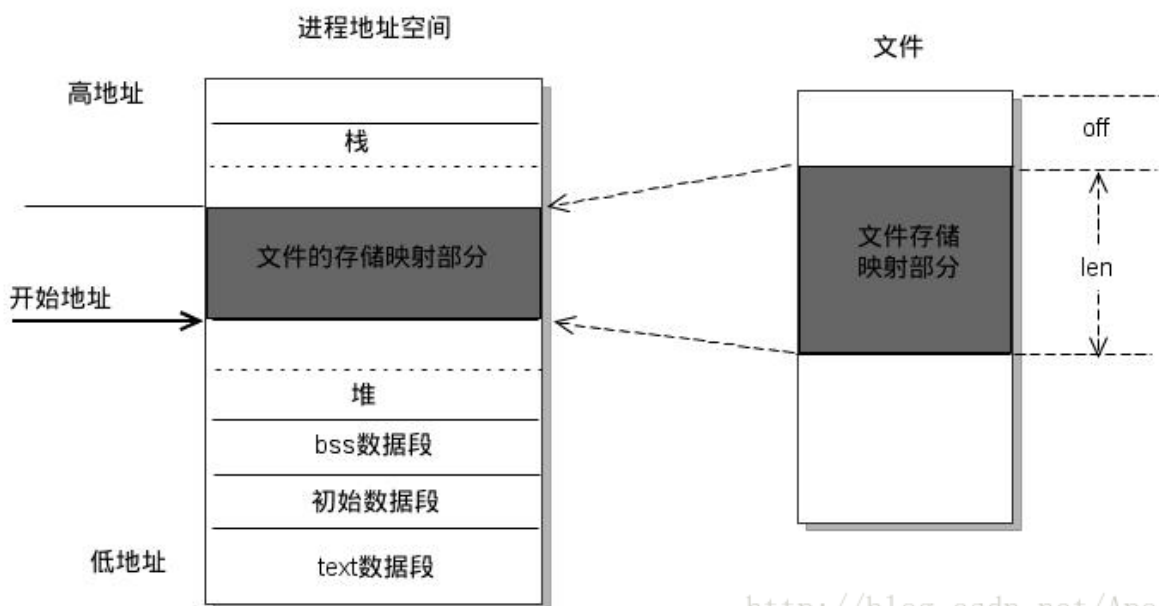 进程地址空间
文件
高地址
栈
off
文件的存储映射部分
文件存储
映射部分
len
开始地址
堆
bss数据段
初始数据段
低地址
text数据段